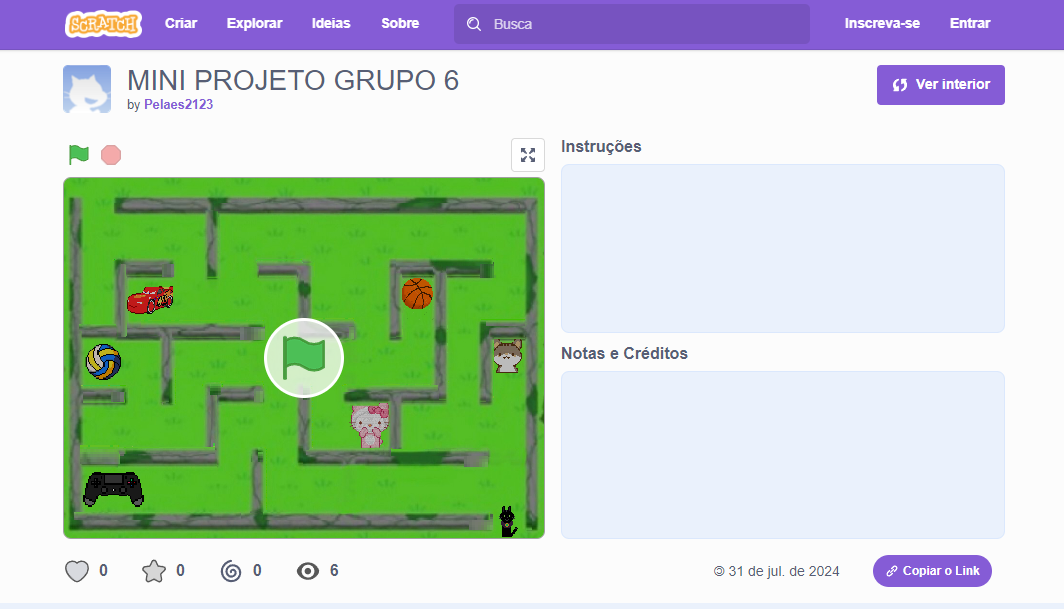 SCRATCH Criar Explorar Ideias Sobre Busca Inscreva-se Entrar
MINI PROJETO GRUPO 6
by Pelaes2123
Ver interior
Instruções
Notas e Créditos
0 0 0 6
31 de jul. de 2024
Copiar o Link